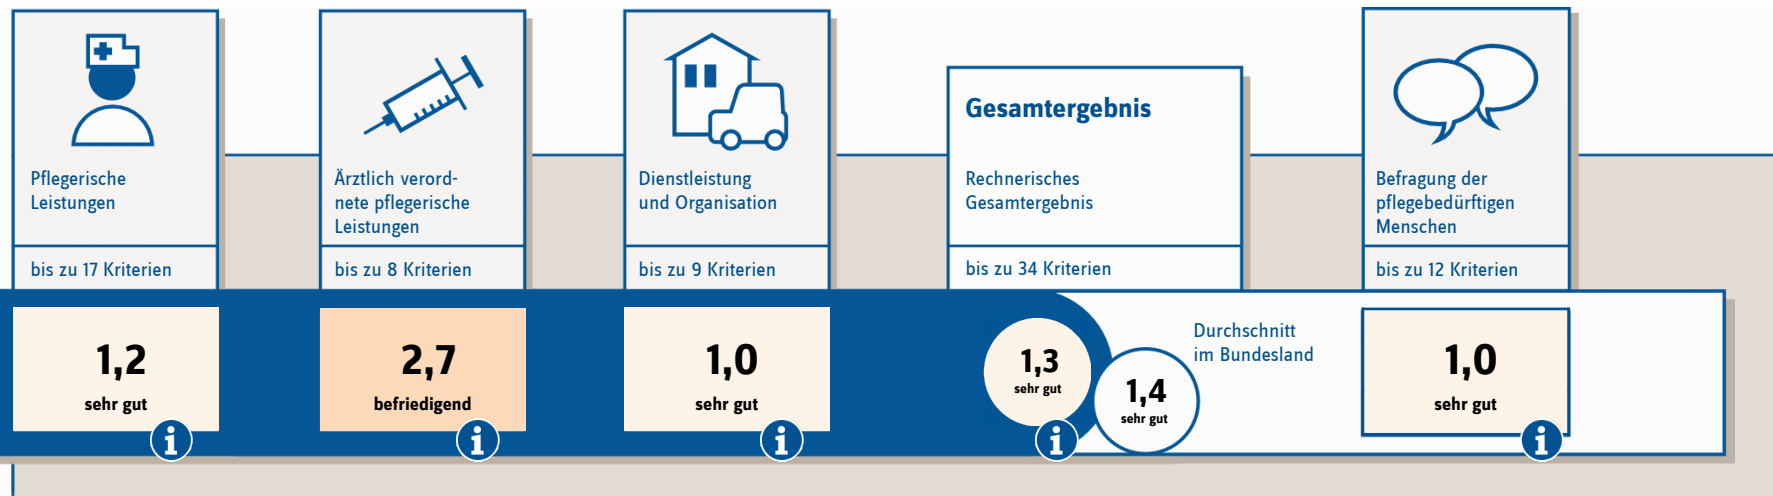 Pflegerische
Leistungen
bis zu 17 Kriterien
1,2
sehr gut
i
Ärztlich verord-
nete pflegerische
Leistungen
bis zu 8 Kriterien
2,7
befriedigend
i
Dienstleistung
und Organisation
bis zu 9 Kriterien
1,0
sehr gut
i
Gesamtergebnis
Rechnerisches
Gesamtergebnis
bis zu 34 Kriterien
1,3
sehr gut
i
1,4
sehr gut
Durchschnitt
im Bundesland
Befragung der
pflegebedürftigen
Menschen
bis zu 12 Kriterien
1,0
sehr gut
i